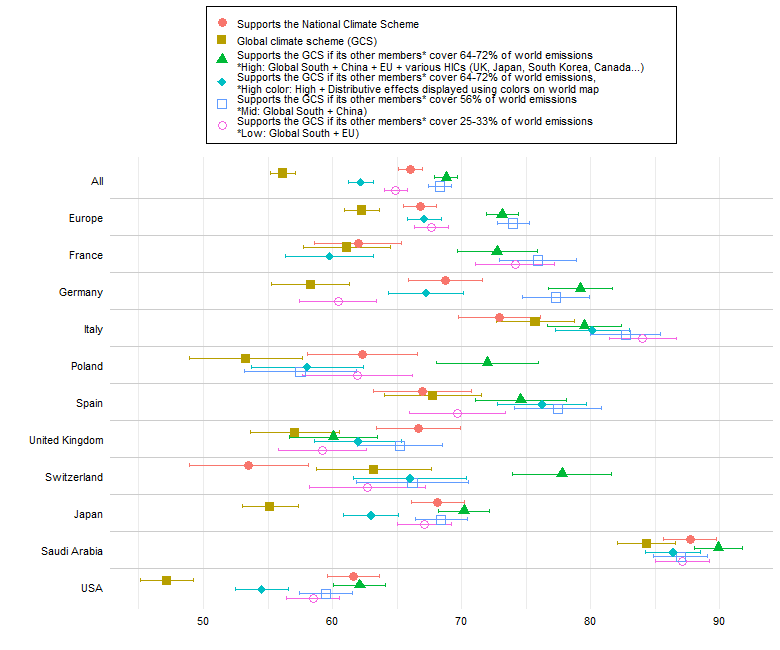 Supports the National Climate Scheme
Global climate scheme (GCS)
Supports the GCS if its other members* cover 64-72% of world emissions
*High: Global South + China + EU + various HICs (UK, Japan, South Korea, Canada...)
Supports the GCS if its other members* cover 64-72% of world emissions,
*High color: High + Distributive effects displayed using colors on world map
Supports the GCS if its other members* cover 56% of world emissions
*Mid: Global South + China)
Supports the GCS if its other members* cover 25-33% of world emissions
*Low: Global South + EU)
All
Europe
France
Germany
Italy
Poland
Spain
United Kingdom
Switzerland
Japan
Saudi Arabia
USA
50 60 70 80 90